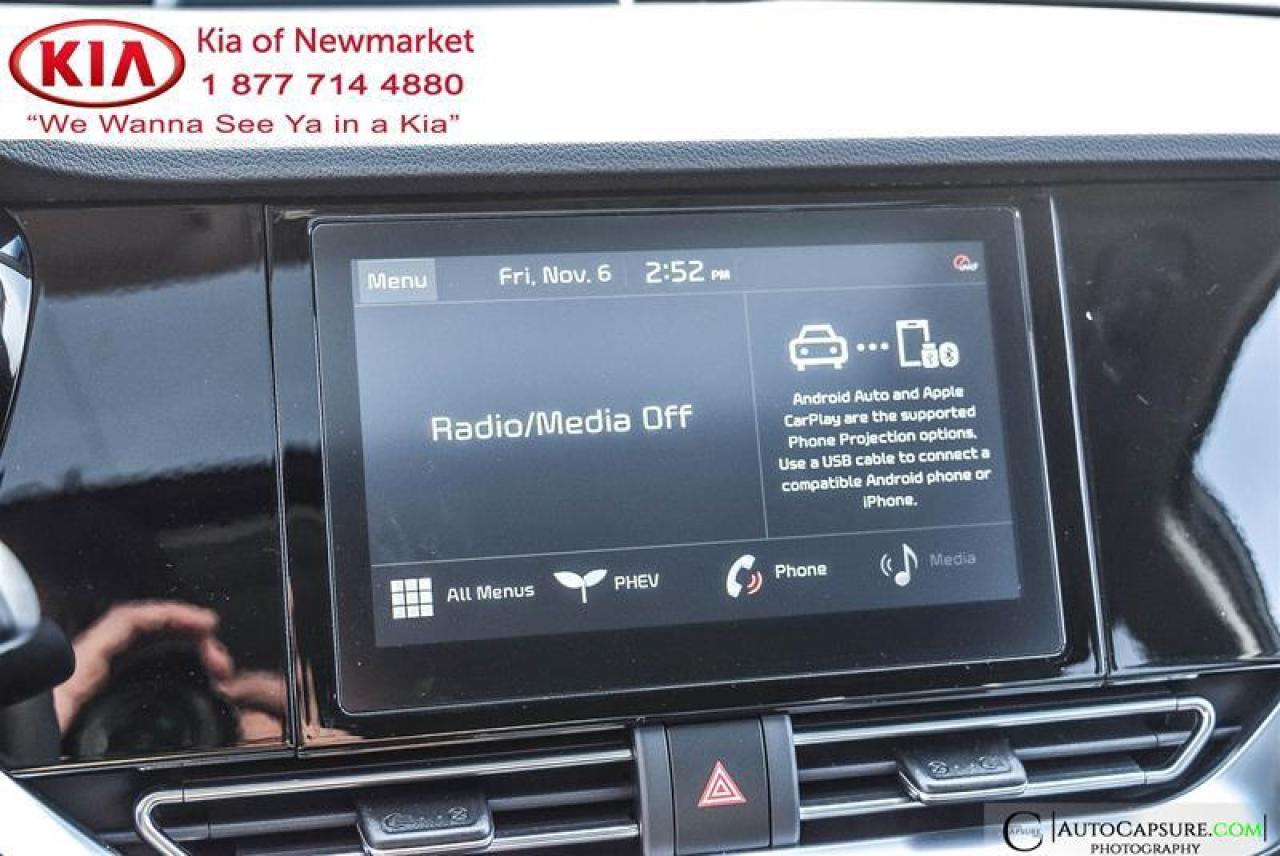 KIA
Kia of Newmarket
1 877 714 4880
“We Wanna See Ya in a Kia”
Menu
Fri, Nov. 6
2:52 PM
Radio/Media Off
Android Auto and Apple
CarPlay are the supported
Phone Projection options.
Use a USB cable to connect a
compatible Android phone or
iPhone.
All Menus
PHEV
Phone
Media
CAPSURE
AUTOCAPSURE.COM
PHOTOGRAPHY